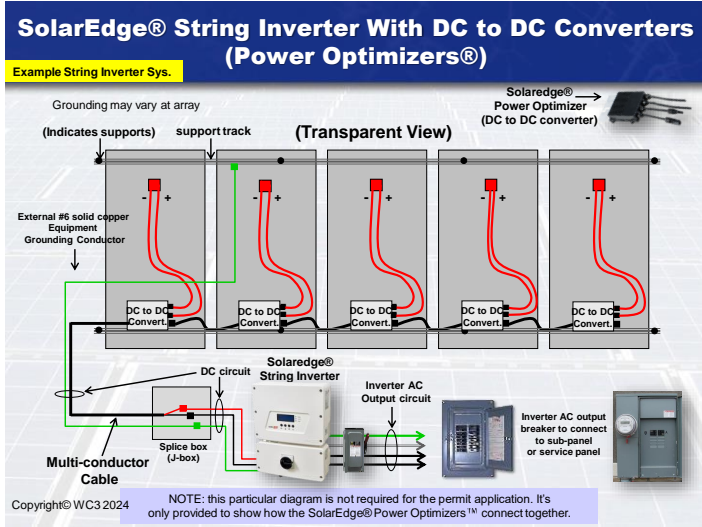 SolarEdge® String Inverter With DC to DC Converters
(Power Optimizers®)
Example String Inverter Sys.
Solaredge®
Power Optimizer
(DC to DC converter)
Grounding may vary at array
(Indicates supports)
support track
(Transparent View)
- +
- +
- +
- +
- +
External #6 solid copper
Equipment
Grounding Conductor
DC to DC
Convert.
DC to DC
Convert.
DC to DC
Convert.
DC to DC
Convert.
DC to DC
Convert.
DC circuit
Solaredge®
String Inverter
Inverter AC
Output circuit
Inverter AC output
breaker to connect
to sub-panel
or service panel
Splice box
(J-box)
Multi-conductor
Cable
Copyright© WC3 2024
NOTE: this particular diagram is not required for the permit application. It's
only provided to show how the SolarEdge® Power Optimizers™ connect together.